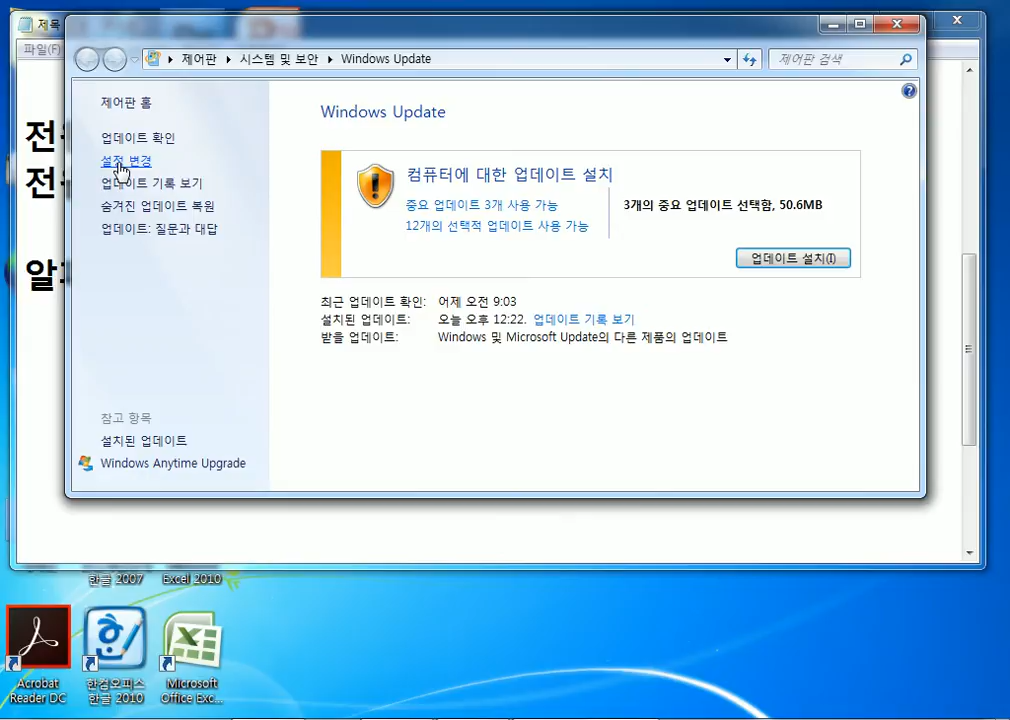 제목
파일(F)
제어판 ▸ 시스템 및 보안 ▸ Windows Update
제어판 검색
제어판 홈
업데이트 확인
설정 변경
업데이트 기록 보기
숨겨진 업데이트 복원
업데이트: 질문과 대답
참고 항목
설치된 업데이트
Windows Anytime Upgrade
Windows Update
컴퓨터에 대한 업데이트 설치
중요 업데이트 3개 사용 가능
12개의 선택적 업데이트 사용 가능
3개의 중요 업데이트 선택함, 50.6MB
업데이트 설치(I)
최근 업데이트 확인: 어제 오전 9:03
설치된 업데이트: 오늘 오후 12:22. 업데이트 기록 보기
받을 업데이트: Windows 및 Microsoft Update의 다른 제품의 업데이트
한글 2007
Excel 2010
Acrobat
Reader DC
한컴오피스
한글 2010
Microsoft
Office Exc...